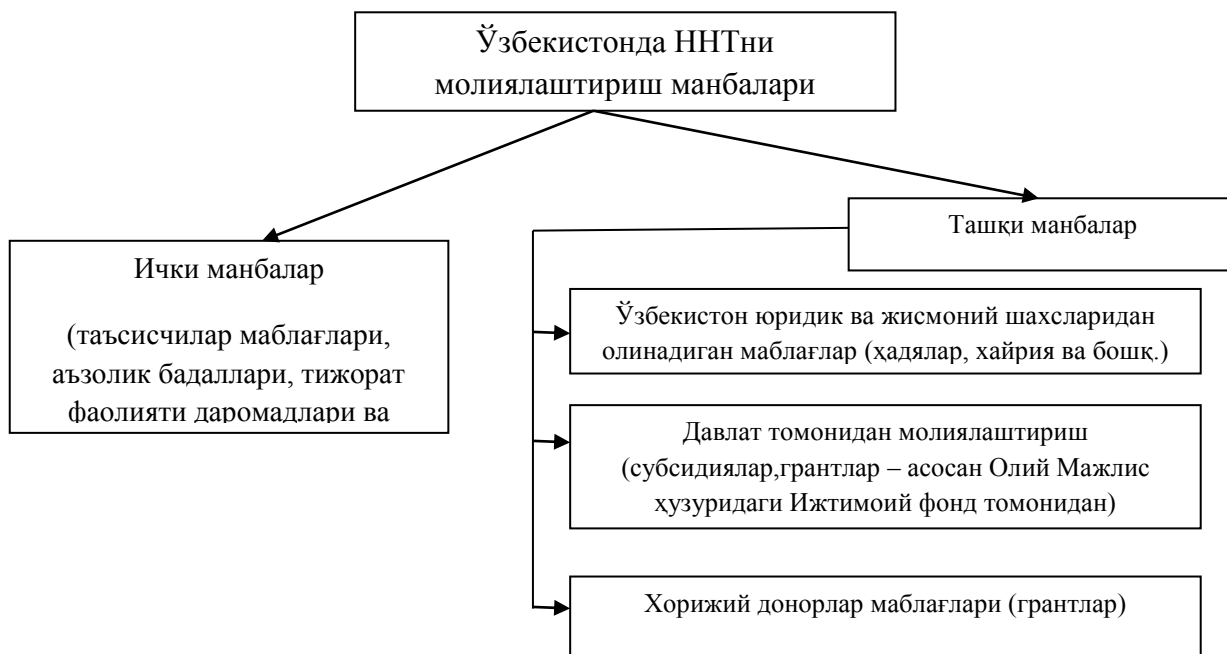 Ўзбекистонда ННТни
молиялаштириш манбалари
Ички манбалар
(таъсисчилар маблағлари,
аъзолик бадаллари, тижорат
фаолияти даромадлари ва
Ташқи манбалар
Ўзбекистон юридик ва жисмоний шахсларидан
олинадиган маблағлар (ҳадялар, хайрия ва бошқ.)
Давлат томонидан молиялаштириш
(субсидиялар,грантлар – асосан Олий Мажлис
ҳузуридаги Ижтимоий фонд томонидан)
Хорижий донорлар маблағлари (грантлар)